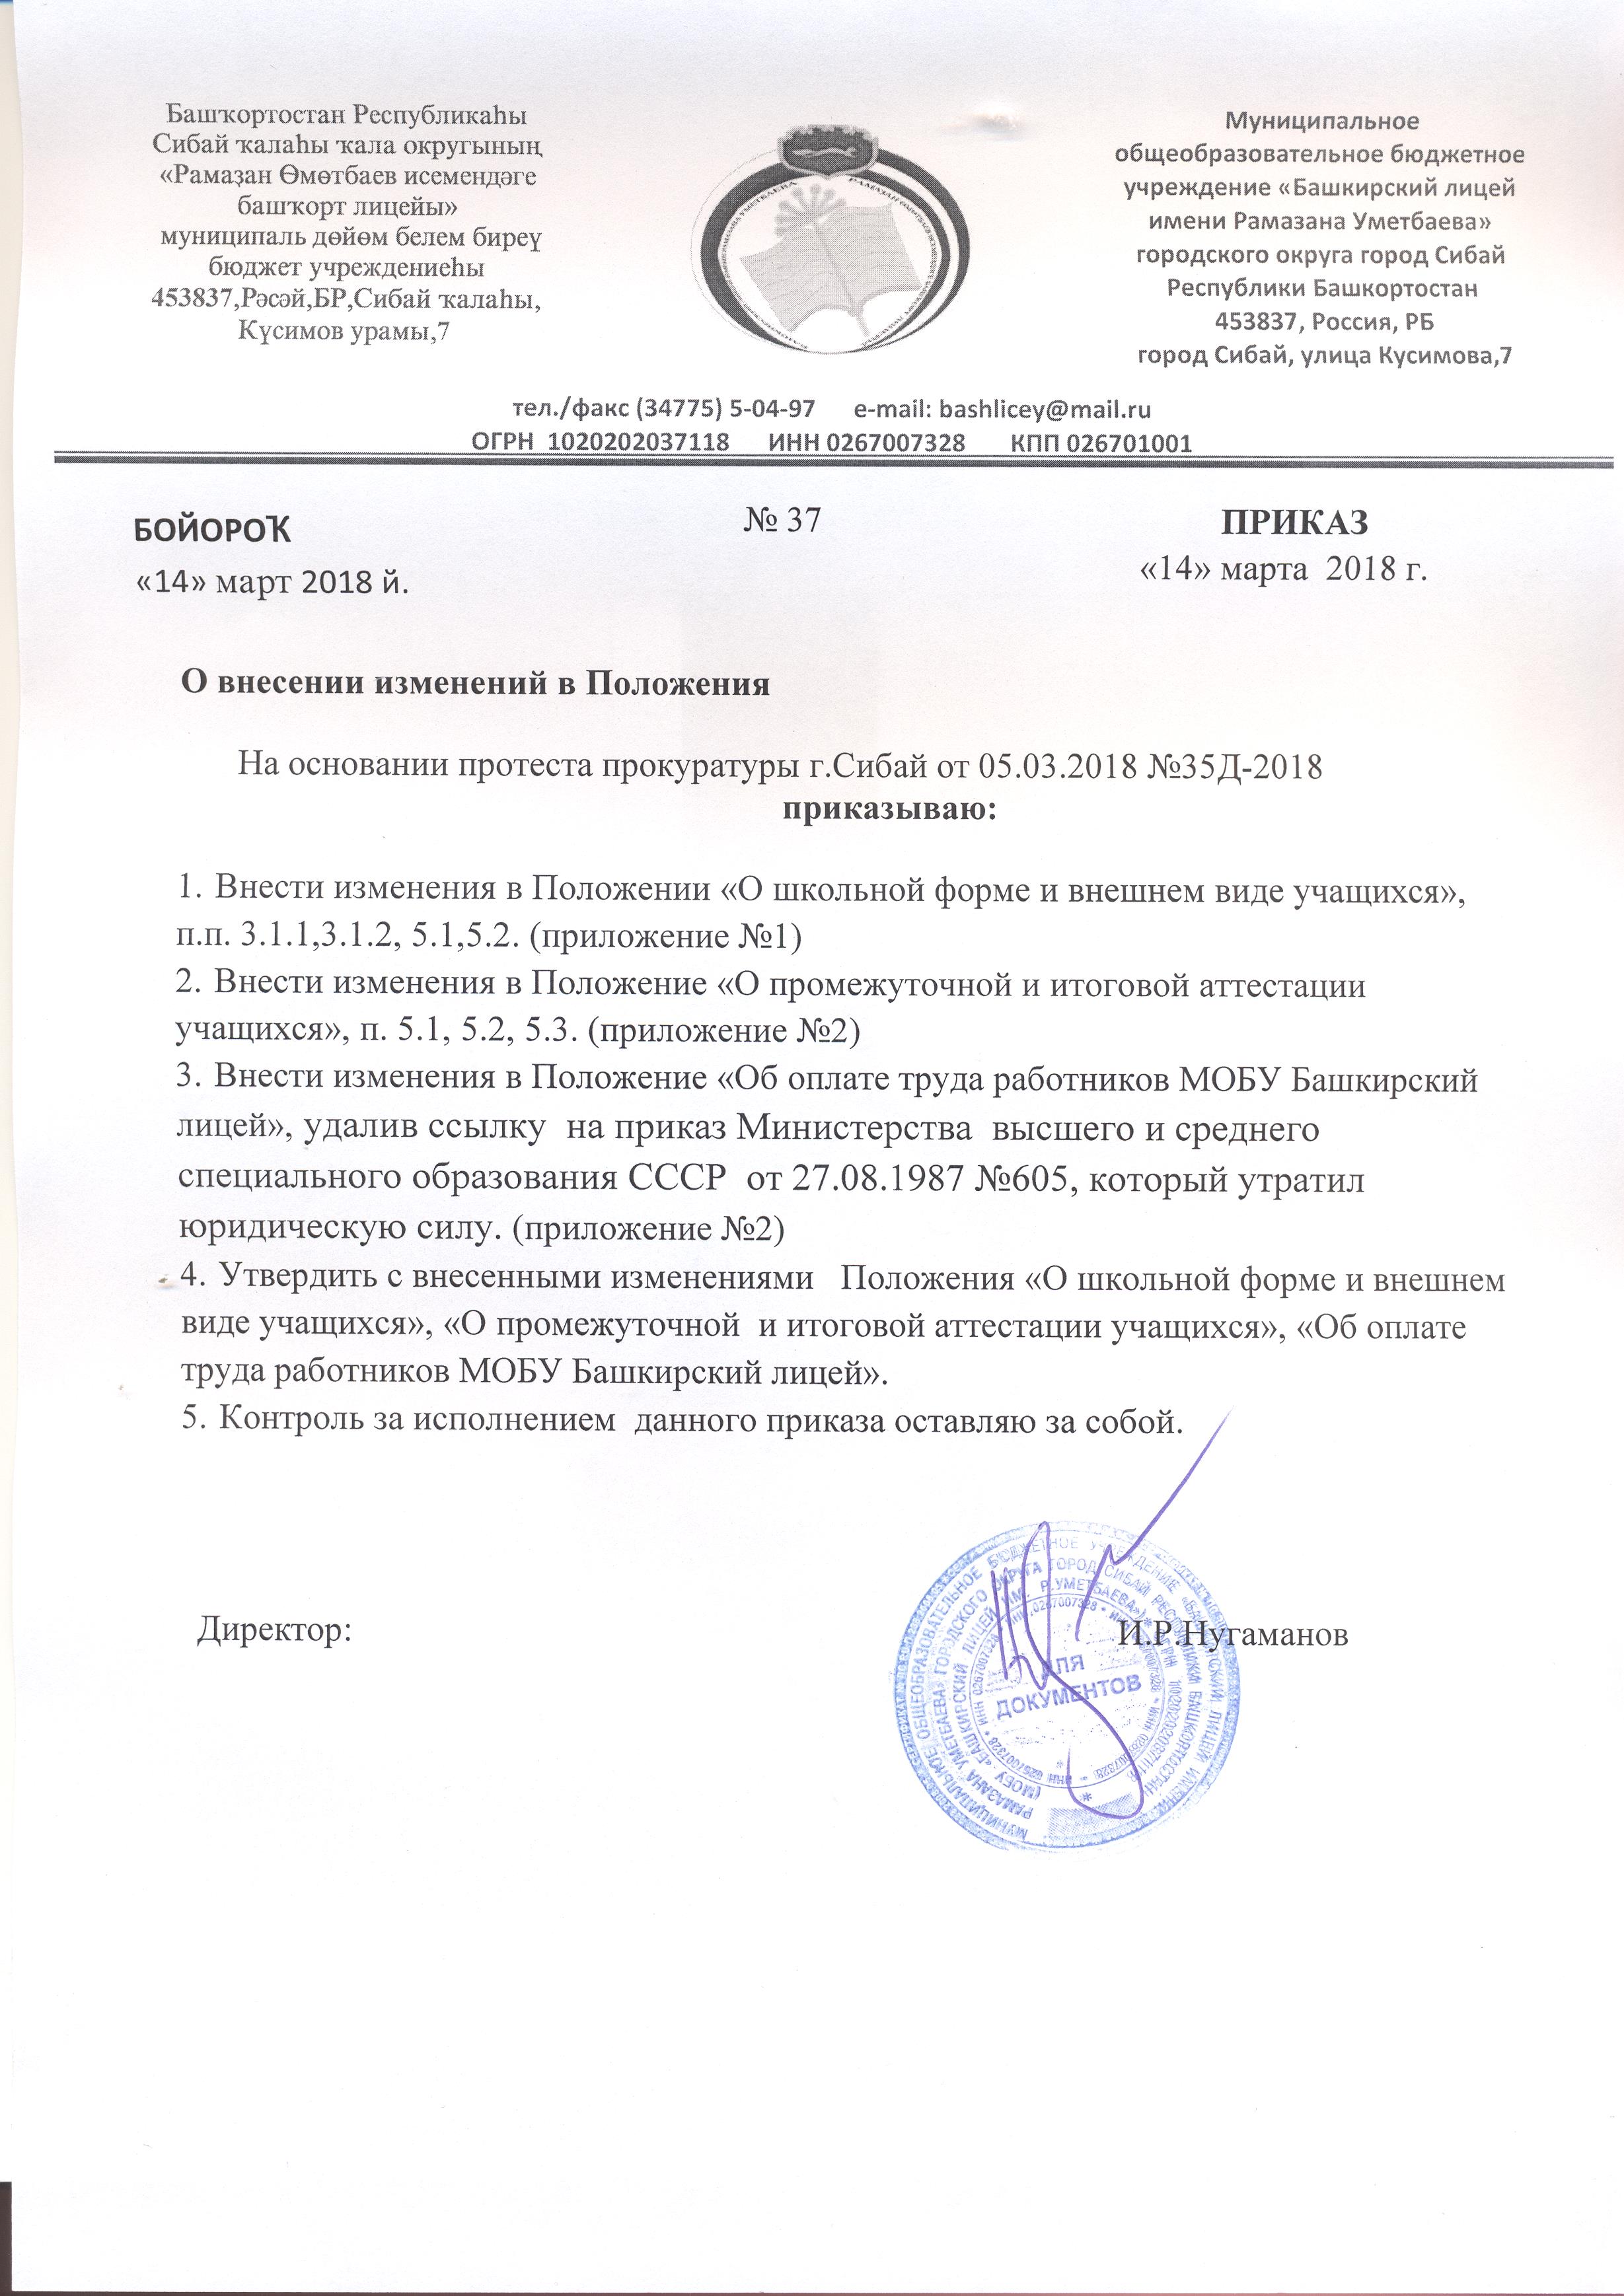 Башҡортостан Республикаһы
Сибай ҡалаһы ҡала округының
«Рамаҙан Өмөтбаев исемендәге
башҡорт лицейы»
муниципаль дөйөм белем биреү
бюджет учреждениеһы
453837,Рәсәй,БР,Сибай ҡалаһы,
Күсимов урамы,7
Муниципальное
общеобразовательное бюджетное
учреждение «Башкирский лицей
имени Рамазана Уметбаева»
городского округа город Сибай
Республики Башкортостан
453837, Россия, РБ
город Сибай, улица Кусимова,7
тел./факс (34775) 5-04-97 e-mail: bashlicey@mail.ru
ОГРН 1020202037118 ИНН 0267007328 КПП 026701001
БОЙОРОҠ № 37 ПРИКАЗ
«14» март 2018 й. «14» марта 2018 г.
О внесении изменений в Положения
На основании протеста прокуратуры г.Сибай от 05.03.2018 №35Д-2018
приказываю:
1. Внести изменения в Положении «О школьной форме и внешнем виде учащихся»,
п.п. 3.1.1,3.1.2, 5.1,5.2. (приложение №1)
2. Внести изменения в Положение «О промежуточной и итоговой аттестации
учащихся», п. 5.1, 5.2, 5.3. (приложение №2)
3. Внести изменения в Положение «Об оплате труда работников МОБУ Башкирский
лицей», удалив ссылку на приказ Министерства высшего и среднего
специального образования СССР от 27.08.1987 №605, который утратил
юридическую силу. (приложение №2)
4. Утвердить с внесенными изменениями Положения «О школьной форме и внешнем
виде учащихся», «О промежуточной и итоговой аттестации учащихся», «Об оплате
труда работников МОБУ Башкирский лицей».
5. Контроль за исполнением данного приказа оставляю за собой.
Директор: И.Р.Нугаманов
МУНИЦИПАЛЬНОЕ ОБЩЕОБРАЗОВАТЕЛЬНОЕ БЮДЖЕТНОЕ УЧРЕЖДЕНИЕ «БАШКИРСКИЙ ЛИЦЕЙ ИМЕНИ
РАМАЗАНА УМЕТБАЕВА» ГОРОДСКОГО ОКРУГА ГОРОД СИБАЙ РЕСПУБЛИКИ БАШКОРТОСТАН
(МОБУ «БАШКИРСКИЙ ЛИЦЕЙ ИМ. Р.УМЕТБАЕВА»)
ИНН 0267007328
ДЛЯ
ДОКУМЕНТОВ